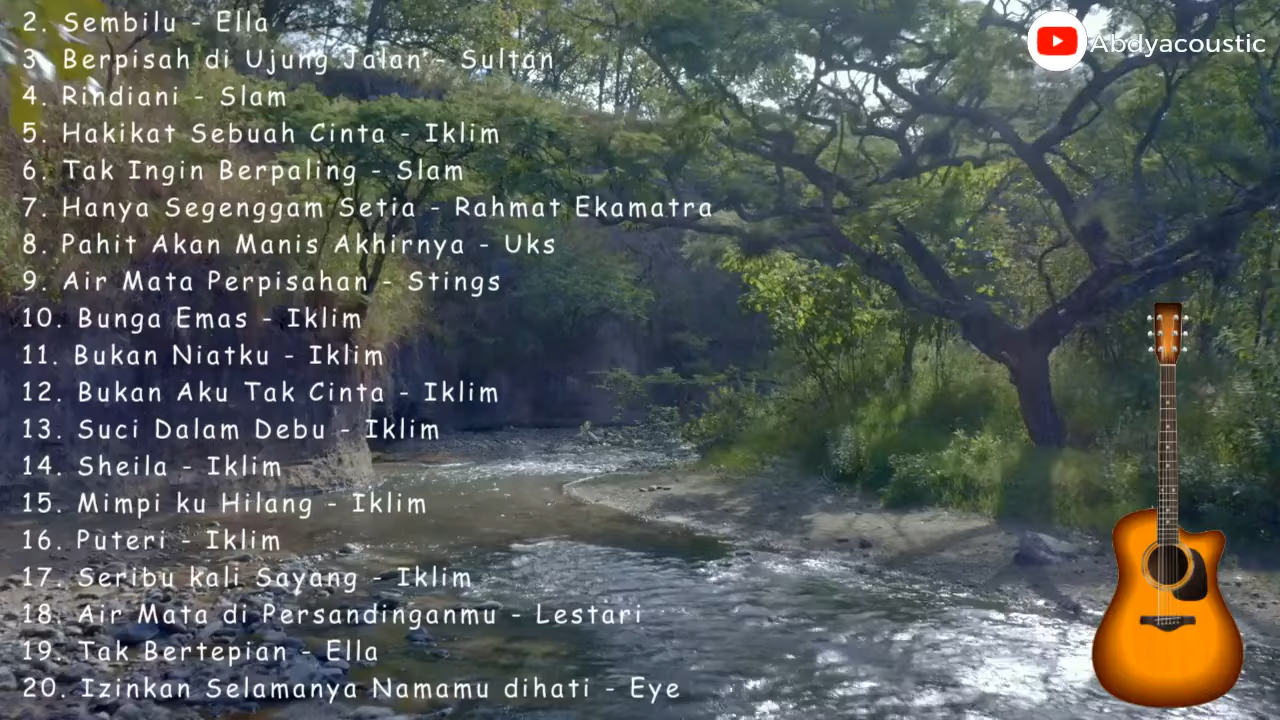 2. Sembilu - Ella
Abdyacoustic
3. Berpisah di Ujung Jalan - Sultan
4. Rindiani - Slam
5. Hakikat Sebuah Cinta - Iklim
6. Tak Ingin Berpaling - Slam
7. Hanya Segenggam Setia - Rahmat Ekamatra
8. Pahit Akan Manis Akhirnya - Uks
9. Air Mata Perpisahan - Stings
10. Bunga Emas - Iklim
11. Bukan Niatku - Iklim
12. Bukan Aku Tak Cinta - Iklim
13. Suci Dalam Debu - Iklim
14. Sheila - Iklim
15. Mimpi ku Hilang - Iklim
16. Puteri - Iklim
17. Seribu kali Sayang - Iklim
18. Air Mata di Persandinganmu - Lestari
19. Tak Bertepian - Ella
20. Izinkan Selamanya Namamu dihati - Eye